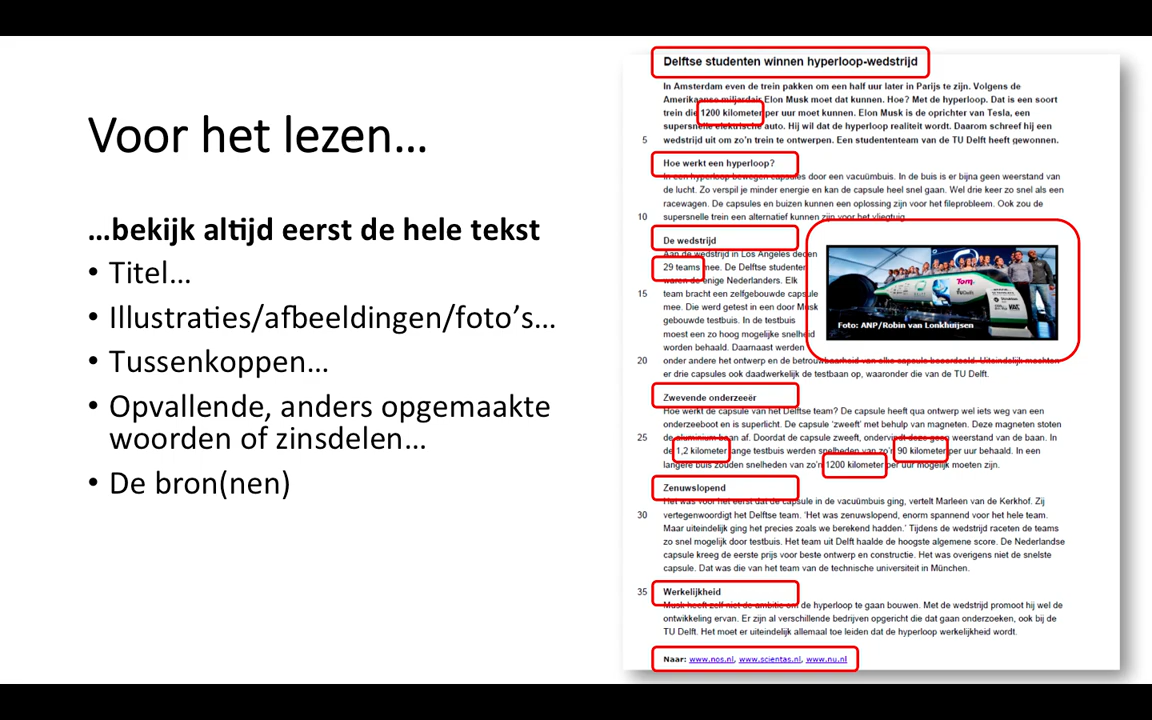 Voor het lezen...
...bekijk altijd eerst de hele tekst
• Titel...
• Illustraties/afbeeldingen/foto's...
• Tussenkoppen...
• Opvallende, anders opgemaakte
woorden of zinsdelen...
• De bron(nen)
Delftse studenten winnen hyperloop-wedstrijd
In Amsterdam even de trein pakken om een half uur later in Parijs te zijn. Volgens de
Amerikaanse miljardair Elon Musk moet dat kunnen. Hoe? Met de hyperloop. Dat is een soort
trein die 1200 kilometer per uur moet kunnen. Elon Musk is de oprichter van Tesla, een
supersnelle elektrische auto. Hij wil dat de hyperloop realiteit wordt. Daarom schreef hij een
5 wedstrijd uit om zo'n trein te ontwerpen. Een studententeam van de TU Delft heeft gewonnen.
Hoe werkt een hyperloop?
In een hyperloop bewegen capsules door een vacuümbuis. In de buis is er bijna geen weerstand van
de lucht. Zo verspil je minder energie en kan de capsule heel snel gaan. Wel drie keer zo snel als een
racewagen. De capsules en buizen kunnen een oplossing zijn voor het fileprobleem. Ook zou de
10 supersnelle trein een alternatief kunnen zijn voor het vliegtuig.
De wedstrijd
Aan de wedstrijd in Los Angeles deden
29 teams mee. De Delftse studenten
waren de enige Nederlanders. Elk
15 team bracht een zelfgebouwde capsule
mee. Die werd getest in een door Musk
gebouwde testbuis. In de testbuis
moest een zo hoog mogelijke snelheid
worden behaald. Daarnaast werden
20 onder andere het ontwerp en de betrouwbaarheid van elke capsule beoordeeld. Uiteindelijk mochten
er drie capsules ook daadwerkelijk de testbaan op, waaronder die van de TU Delft.
Tom
Foto: ANP/Robin van Lonkhuijsen
Zwevende onderzeeër
Hoe werkt de capsule van het Delftse team? De capsule heeft qua ontwerp wel iets weg van een
onderzeeboot en is superlicht. De capsule 'zweeft' met behulp van magneten. Deze magneten stoten
de aluminium baan af. Doordat de capsule zweeft, ondervindt deze geen weerstand van de baan. In
25 de 1,2 kilometer lange testbuis werden snelheden van zo'n 90 kilometer per uur behaald. In een
langere buis zouden snelheden van zo'n 1200 kilometer per uur mogelijk moeten zijn.
Zenuwslopend
Het was voor het eerst dat de capsule in de vacuümbuis ging, vertelt Marleen van de Kerkhof. Zij
30 vertegenwoordigt het Delftse team. 'Het was zenuwslopend, enorm spannend voor het hele team.
Maar uiteindelijk ging het precies zoals we berekend hadden.' Tijdens de wedstrijd raceten de teams
zo snel mogelijk door testbuis. Het team uit Delft haalde de hoogste algemene score. De Nederlandse
capsule kreeg de eerste prijs voor beste ontwerp en constructie. Het was overigens niet de snelste
capsule. Dat was die van het team van de technische universiteit in München.
35 Werkelijkheid
Musk heeft zelf niet de ambitie om de hyperloop te gaan bouwen. Met de wedstrijd promoot hij wel de
ontwikkeling ervan. Er zijn al verschillende bedrijven opgericht die dat gaan onderzoeken, ook bij de
TU Delft. Het moet er uiteindelijk allemaal toe leiden dat de hyperloop werkelijkheid wordt.
Naar: www.nos.nl, www.scientas.nl, www.nu.nl